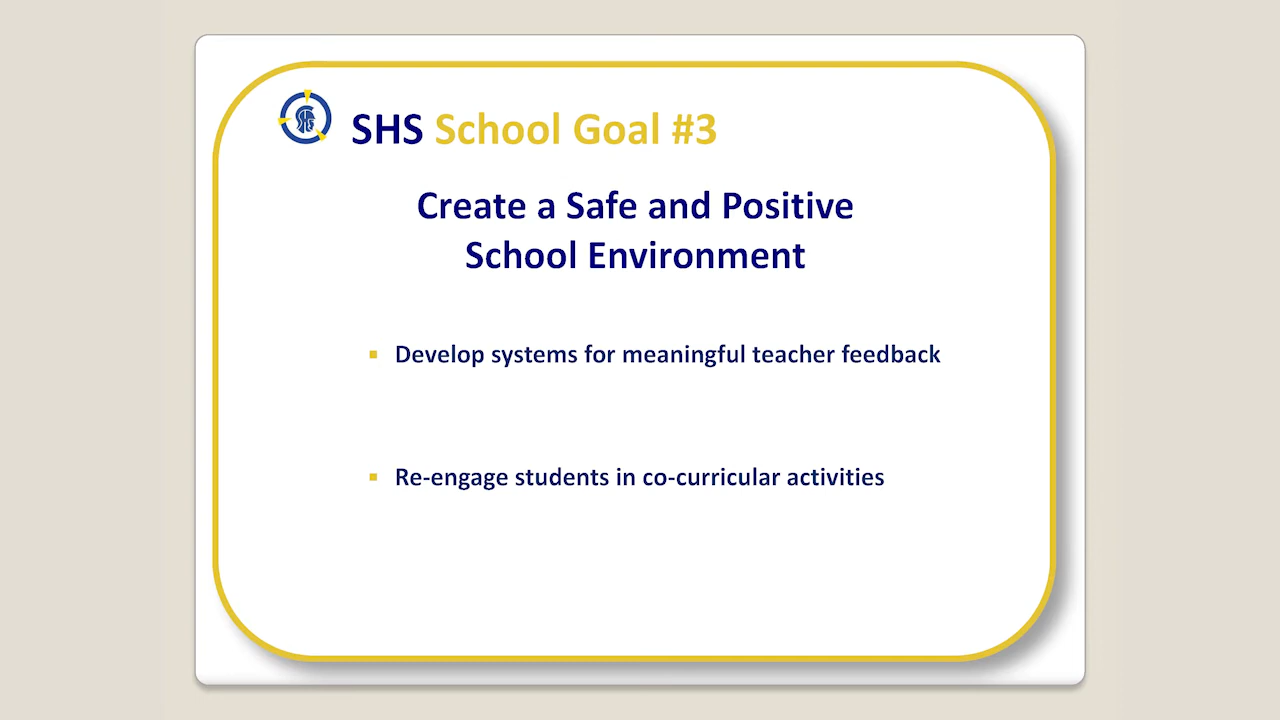 SHS School Goal #3
Create a Safe and Positive
School Environment
▪ Develop systems for meaningful teacher feedback
▪ Re-engage students in co-curricular activities